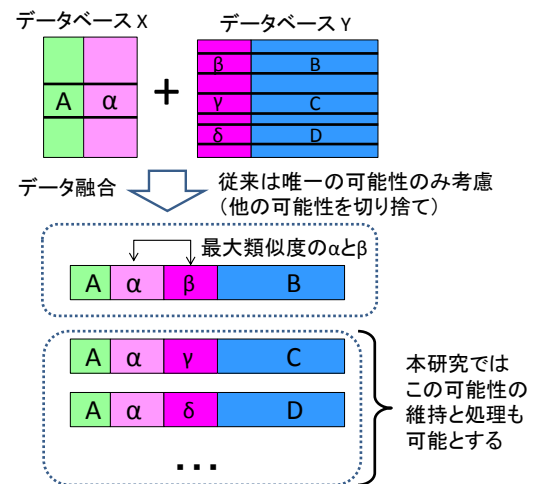 データベース X
データベース Y
A α + β B
γ C
δ D
データ融合
従来は唯一の可能性のみ考慮
(他の可能性を切り捨て)
最大類似度のαとβ
A α β B
A α γ C
A α δ D
...
本研究では
この可能性の
維持と処理も
可能とする